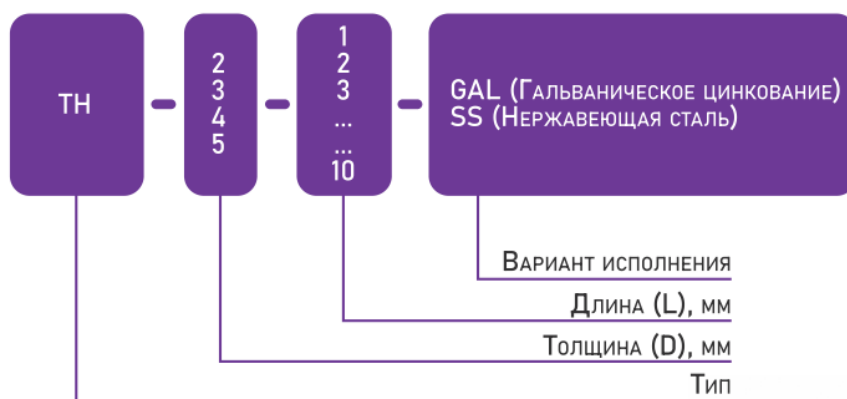 ТН
2
3
4
5
1
2
3
...
...
10
GAL (Гальваническое цинкование)
SS (Нержавеющая сталь)
Вариант исполнения
Длина (L), мм
Толщина (D), мм
Тип